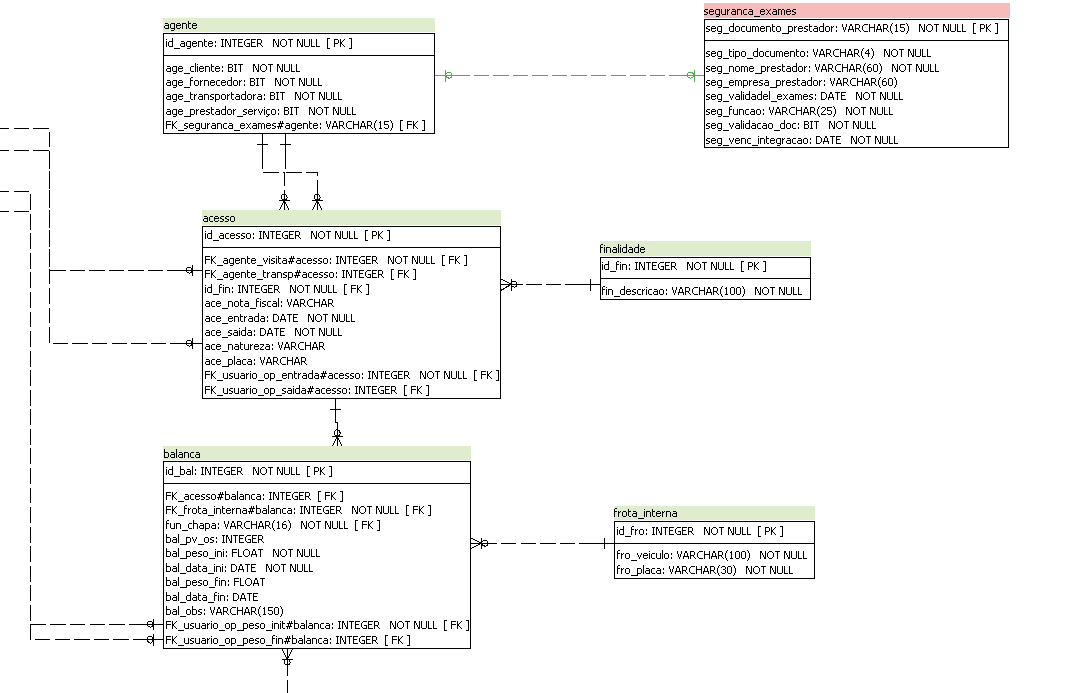 agente
id_agente: INTEGER NOT NULL [ PK ]
age_cliente: BIT NOT NULL
age_fornecedor: BIT NOT NULL
age_transportadora: BIT NOT NULL
age_prestador_serviço: BIT NOT NULL
FK_seguranca_exames#agente: VARCHAR(15) [ FK ]
seguranca_exames
seg_documento_prestador: VARCHAR(15) NOT NULL [ PK ]
seg_tipo_documento: VARCHAR(4) NOT NULL
seg_nome_prestador: VARCHAR(60) NOT NULL
seg_empresa_prestador: VARCHAR(60)
seg_validadeI_exames: DATE NOT NULL
seg_funcao: VARCHAR(25) NOT NULL
seg_validacao_doc: BIT NOT NULL
seg_venc_integracao: DATE NOT NULL
acesso
id_acesso: INTEGER NOT NULL [ PK ]
FK_agente_visita#acesso: INTEGER NOT NULL [ FK ]
FK_agente_transp#acesso: INTEGER [ FK ]
id_fin: INTEGER NOT NULL [ FK ]
ace_nota_fiscal: VARCHAR
ace_entrada: DATE NOT NULL
ace_saida: DATE NOT NULL
ace_natureza: VARCHAR
ace_placa: VARCHAR
FK_usuario_op_entrada#acesso: INTEGER NOT NULL [ FK ]
FK_usuario_op_saida#acesso: INTEGER [ FK ]
finalidade
id_fin: INTEGER NOT NULL [ PK ]
fin_descricao: VARCHAR(100) NOT NULL
balanca
id_bal: INTEGER NOT NULL [ PK ]
FK_acesso#balanca: INTEGER [ FK ]
FK_frota_interna#balanca: INTEGER NOT NULL [ FK ]
fun_chapa: VARCHAR(16) NOT NULL [ FK ]
bal_pv_os: INTEGER
bal_peso_ini: FLOAT NOT NULL
bal_data_ini: DATE NOT NULL
bal_peso_fin: FLOAT
bal_data_fin: DATE
bal_obs: VARCHAR(150)
FK_usuario_op_peso_init#balanca: INTEGER NOT NULL [ FK ]
FK_usuario_op_peso_fin#balanca: INTEGER [ FK ]
frota_interna
id_fro: INTEGER NOT NULL [ PK ]
fro_veiculo: VARCHAR(100) NOT NULL
fro_placa: VARCHAR(30) NOT NULL